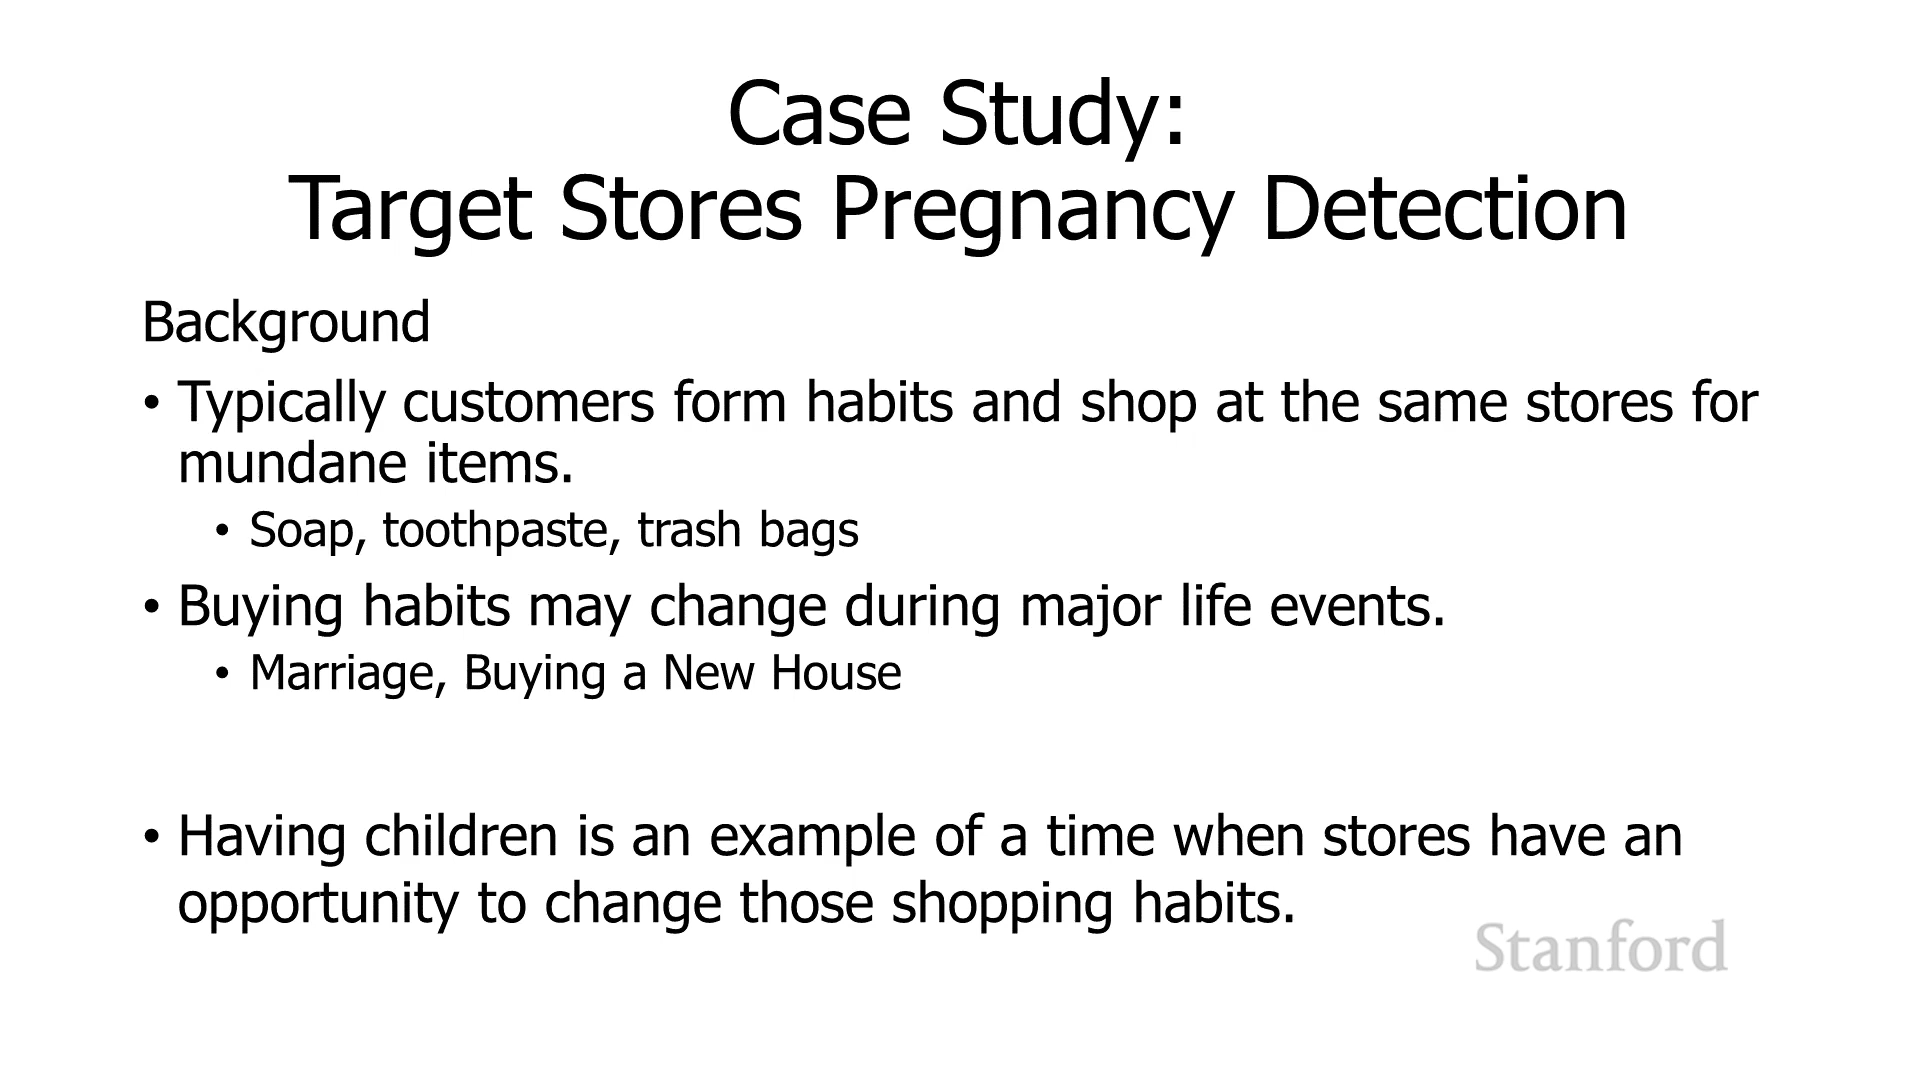 Case Study:
Target Stores Pregnancy Detection
Background
• Typically customers form habits and shop at the same stores for
mundane items.
• Soap, toothpaste, trash bags
• Buying habits may change during major life events.
• Marriage, Buying a New House
• Having children is an example of a time when stores have an
opportunity to change those shopping habits.
Stanford